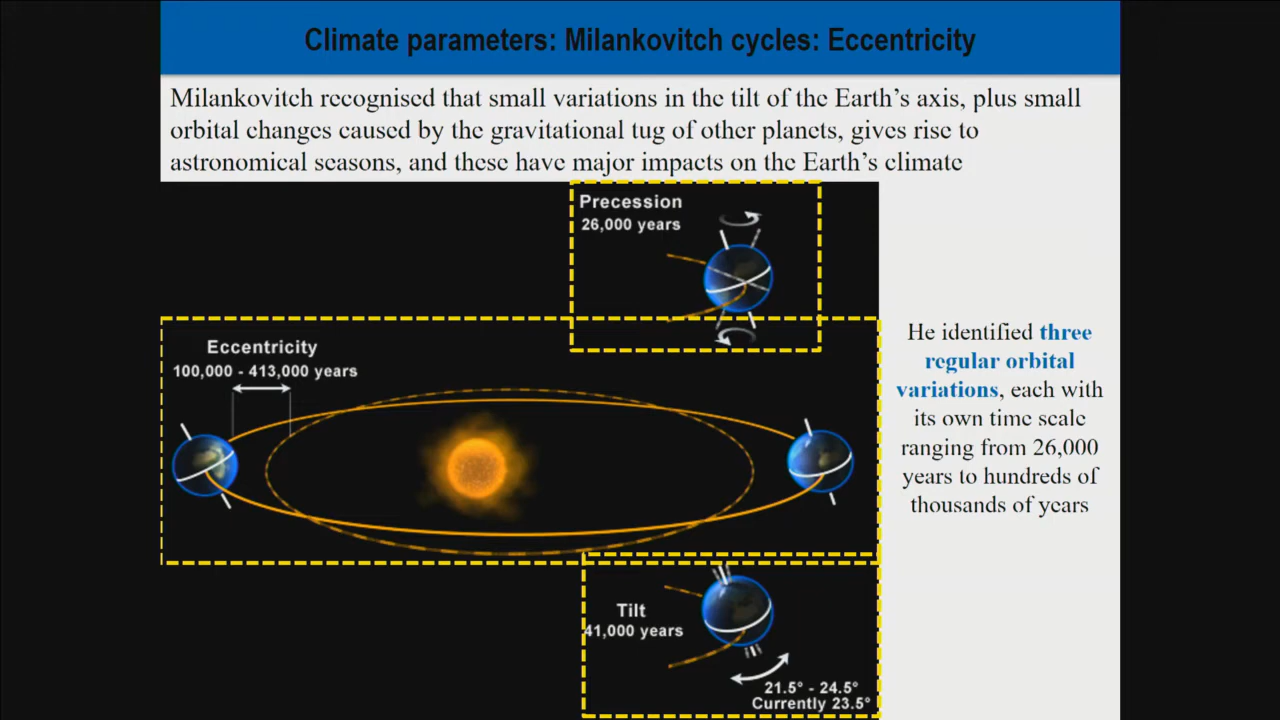 Climate parameters: Milankovitch cycles: Eccentricity
Milankovitch recognised that small variations in the tilt of the Earth's axis, plus small
orbital changes caused by the gravitational tug of other planets, gives rise to
astronomical seasons, and these have major impacts on the Earth's climate
Precession
26,000 years
Eccentricity
100,000 - 413,000 years
He identified three
regular orbital
variations, each with
its own time scale
ranging from 26,000
years to hundreds of
thousands of years
Tilt
41,000 years
21.5° - 24.5°
Currently 23.5°